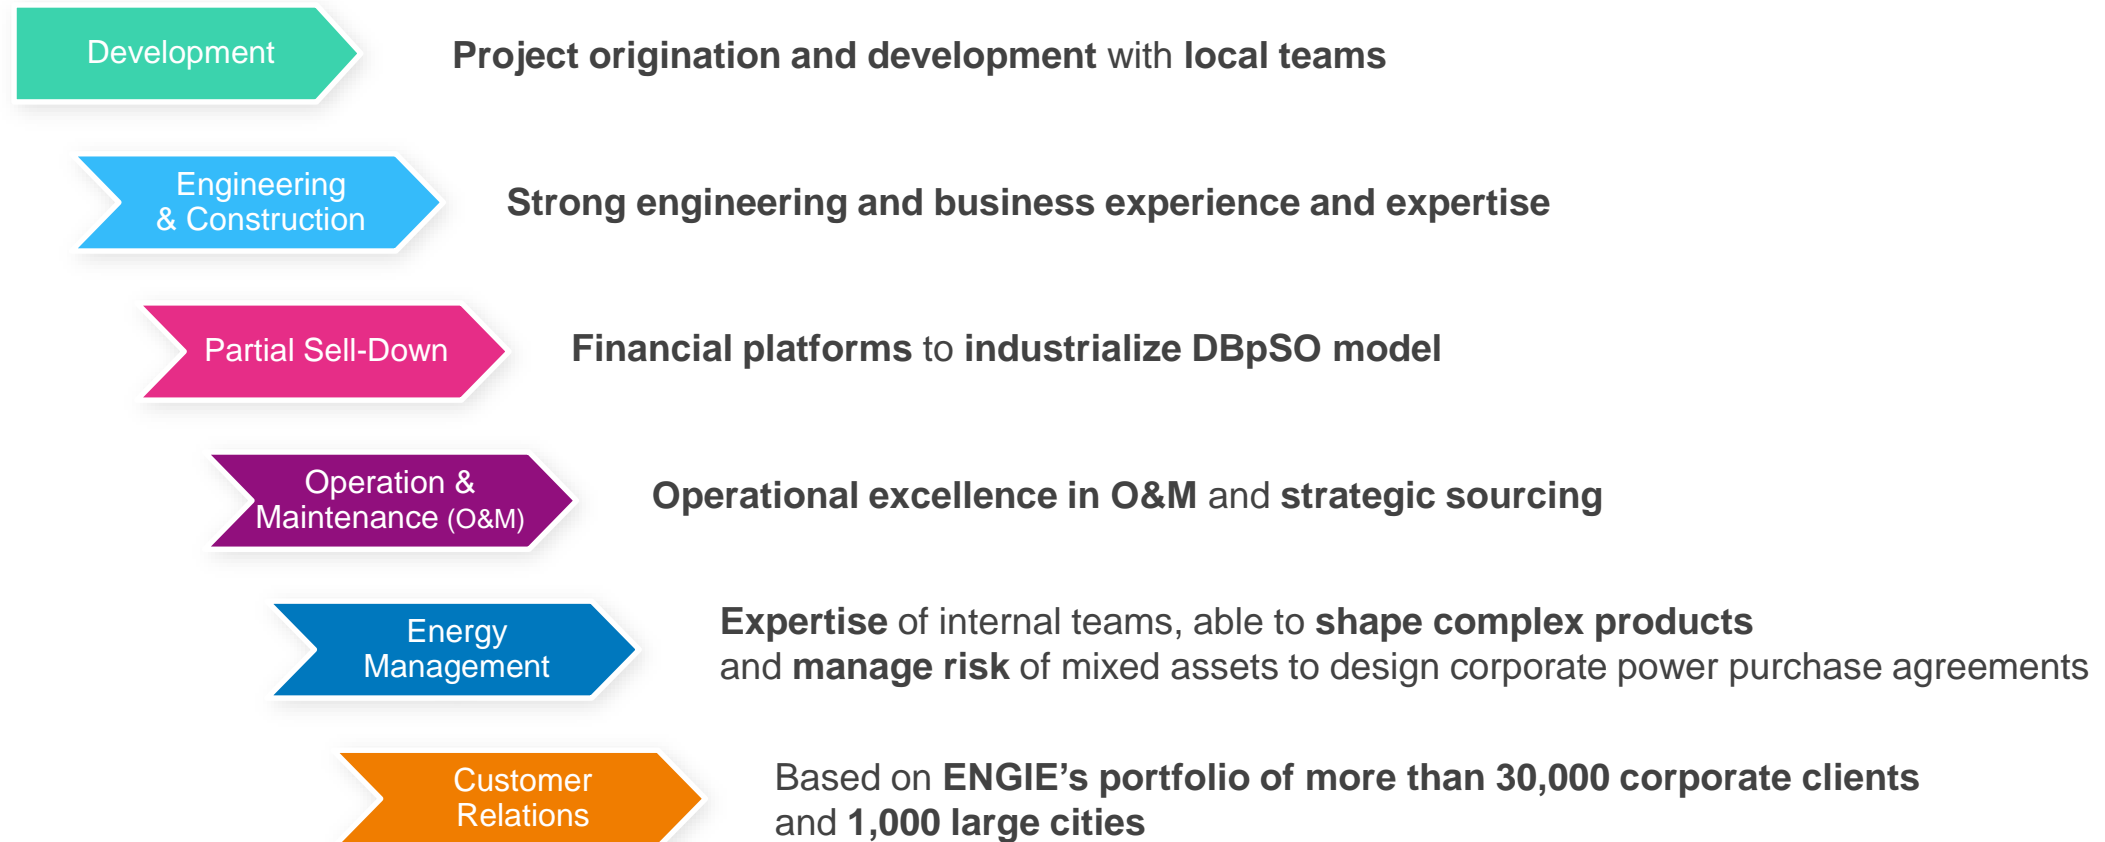 Development
Project origination and development with local teams
Engineering
& Construction
Strong engineering and business experience and expertise
Partial Sell-Down
Financial platforms to industrialize DBpSO model
Operation &
Maintenance (O&M)
Operational excellence in O&M and strategic sourcing
Energy
Management
Expertise of internal teams, able to shape complex products
and manage risk of mixed assets to design corporate power purchase agreements
Customer
Relations
Based on ENGIE’s portfolio of more than 30,000 corporate clients
and 1,000 large cities